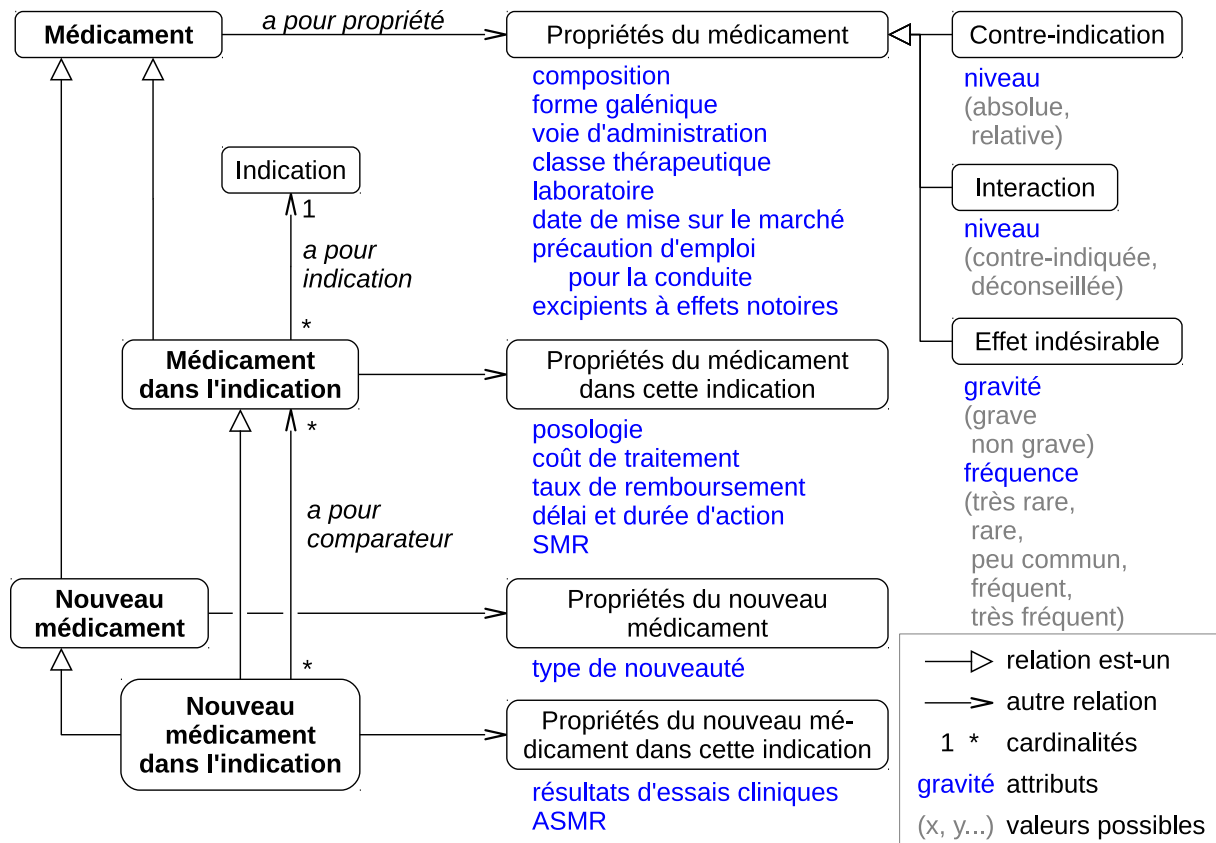 Médicament
a pour propriété
Propriétés du médicament
composition
forme galénique
voie d'administration
classe thérapeutique
laboratoire
date de mise sur le marché
précaution d'emploi
pour la conduite
excipients à effets notoires
Contre-indication
niveau
(absolue,
relative)
Interaction
niveau
(contre-indiquée,
déconseillée)
Effet indésirable
gravité
(grave
non grave)
fréquence
(très rare,
rare,
peu commun,
fréquent,
très fréquent)
Indication
1
a pour
indication
*
Médicament
dans l'indication
Propriétés du médicament
dans cette indication
posologie
coût de traitement
taux de remboursement
délai et durée d'action
SMR
*
a pour
comparateur
*
Nouveau
médicament
Propriétés du nouveau
médicament
type de nouveauté
Nouveau
médicament
dans l'indication
Propriétés du nouveau mé-
dicament dans cette indication
résultats d'essais cliniques
ASMR
relation est-un
autre relation
1 * cardinalités
gravité attributs
(x, y...) valeurs possibles